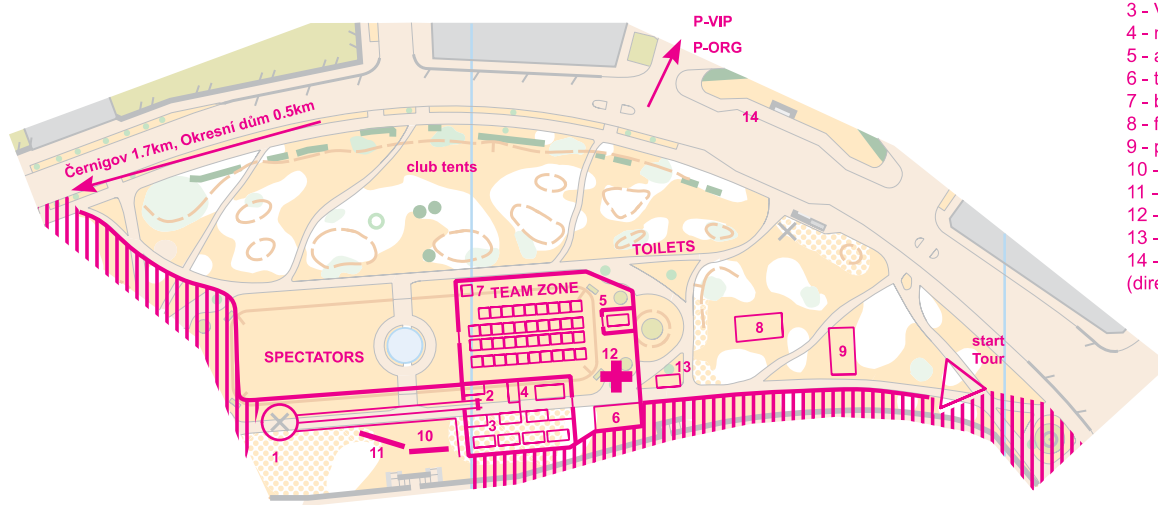 P-VIP
P-ORG
Černigov 1.7km, Okresní dům 0.5km
club tents
14
TOILETS
7 TEAM ZONE
5
SPECTATORS
8
9
start
Tour
12
13
2
4
3
6
1
11
10
3 -
4 -
5 -
6 -
7 -
8 -
9 -
10 -
11 -
12 -
13 -
14 -